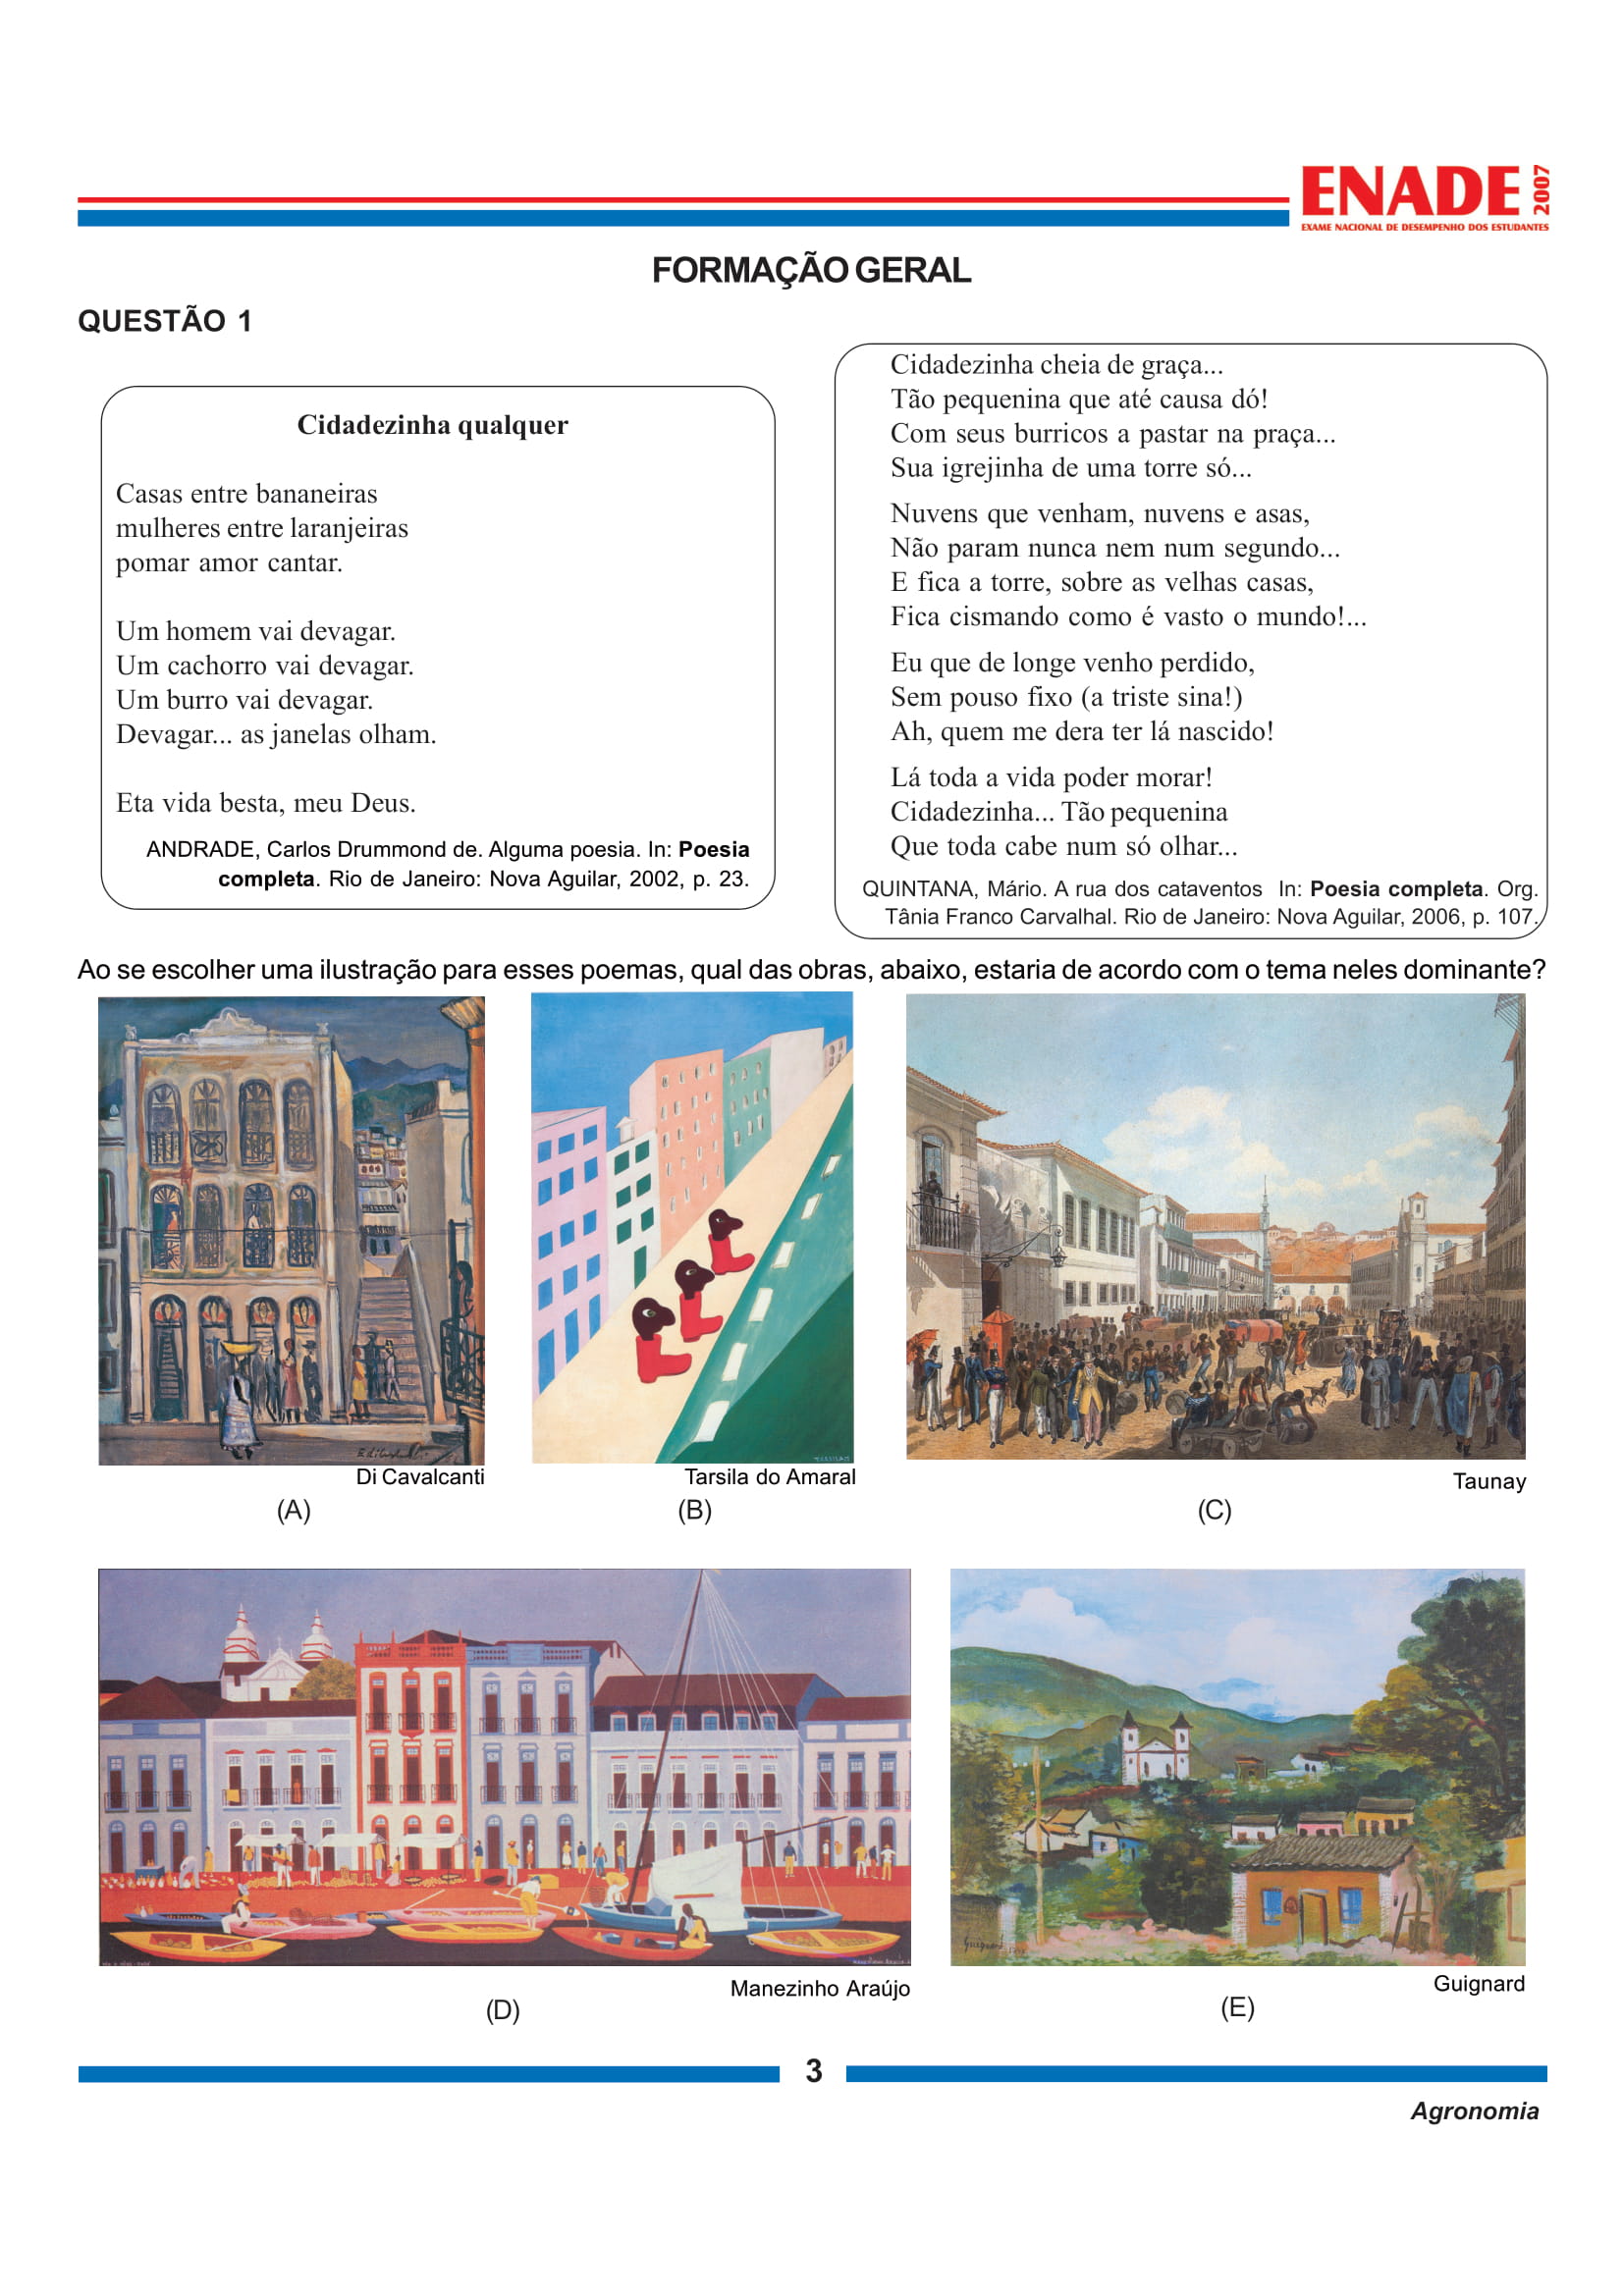 ENADE 2007
EXAME NACIONAL DE DESEMPENHO DOS ESTUDANTES
FORMAÇÃO GERAL
QUESTÃO 1
Cidadezinha qualquer
Casas entre bananeiras
mulheres entre laranjeiras
pomar amor cantar.
Um homem vai devagar.
Um cachorro vai devagar.
Um burro vai devagar.
Devagar... as janelas olham.
Eta vida besta, meu Deus.
ANDRADE, Carlos Drummond de. Alguma poesia. In: Poesia
completa. Rio de Janeiro: Nova Aguilar, 2002, p. 23.
Cidadezinha cheia de graça...
Tão pequenina que até causa dó!
Com seus burricos a pastar na praça...
Sua igrejinha de uma torre só...
Nuvens que venham, nuvens e asas,
Não param nunca nem num segundo...
E fica a torre, sobre as velhas casas,
Fica cismando como é vasto o mundo!...
Eu que de longe venho perdido,
Sem pouso fixo (a triste sina!)
Ah, quem me dera ter lá nascido!
Lá toda a vida poder morar!
Cidadezinha... Tão pequenina
Que toda cabe num só olhar...
QUINTANA, Mário. A rua dos cataventos In: Poesia completa. Org.
Tânia Franco Carvalhal. Rio de Janeiro: Nova Aguilar, 2006, p. 107.
Ao se escolher uma ilustração para esses poemas, qual das obras, abaixo, estaria de acordo com o tema neles dominante?
Di Cavalcanti
(A)
Tarsila do Amaral
(B)
Taunay
(C)
Manezinho Araújo
(D)
Guignard
(E)
3
Agronomia